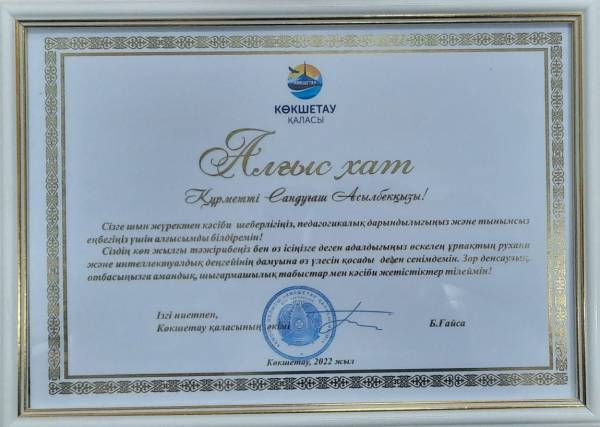 КӨКШЕТАУ
КӨКШЕТАУ
ҚАЛАСЫ
Алғыс хат
Құрметті Сандуғаш Асылбекқызы!
Сізге шын жүректен кәсіби шеберлігіңіз, педагогикалық дарындылығыңыз және тынымсыз
еңбегіңіз үшін алғысымды білдіремін!
Сіздің көп жылғы тәжірибеңіз бен өз ісіңізге деген адалдығыңыз өскелең ұрпақтың рухани
және интеллектуалдық деңгейінің дамуына өз үлесін қосады деген сенімдемін. Зор денсаулық,
отбасыңызға амандық, шығармашылық табыстар мен кәсіби жетістіктер тілеймін!
Ізгі ниетпен,
Көкшетау қаласының әкімі Б.Ғайса
Көкшетау, 2022 жыл